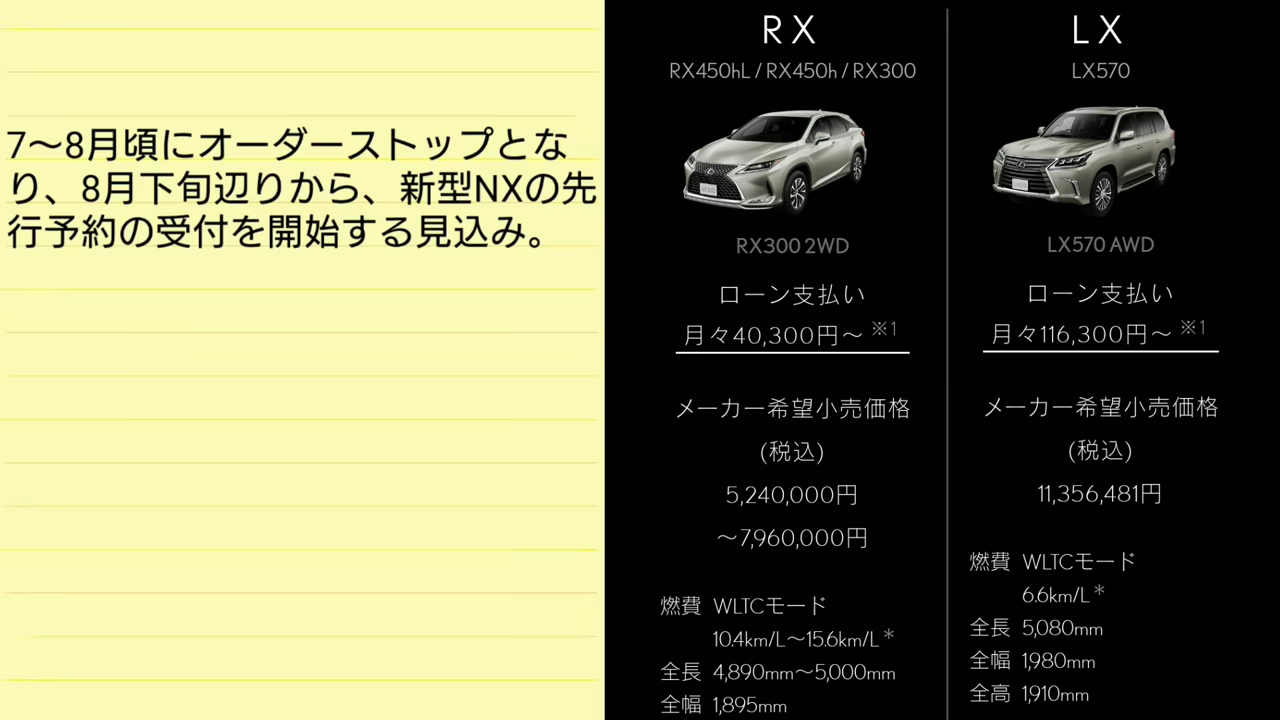 7〜8月頃にオーダーストップとな
り、8月下旬辺りから、新型NXの先
行予約の受付を開始する見込み。
RX
RX450hL / RX450h / RX300
RX300 2WD
ローン支払い
月々40,300円〜 ※1
メーカー希望小売価格
(税込)
5,240,000円
〜7,960,000円
燃費 WLTCモード
10.4km/L〜15.6km/L*
全長 4,890mm〜5,000mm
全幅 1,895mm
LX
LX570
LX570 AWD
ローン支払い
月々116,300円〜 ※1
メーカー希望小売価格
(税込)
11,356,481円
燃費 WLTCモード
6.6km/L*
全長 5,080mm
全幅 1,980mm
全高 1,910mm